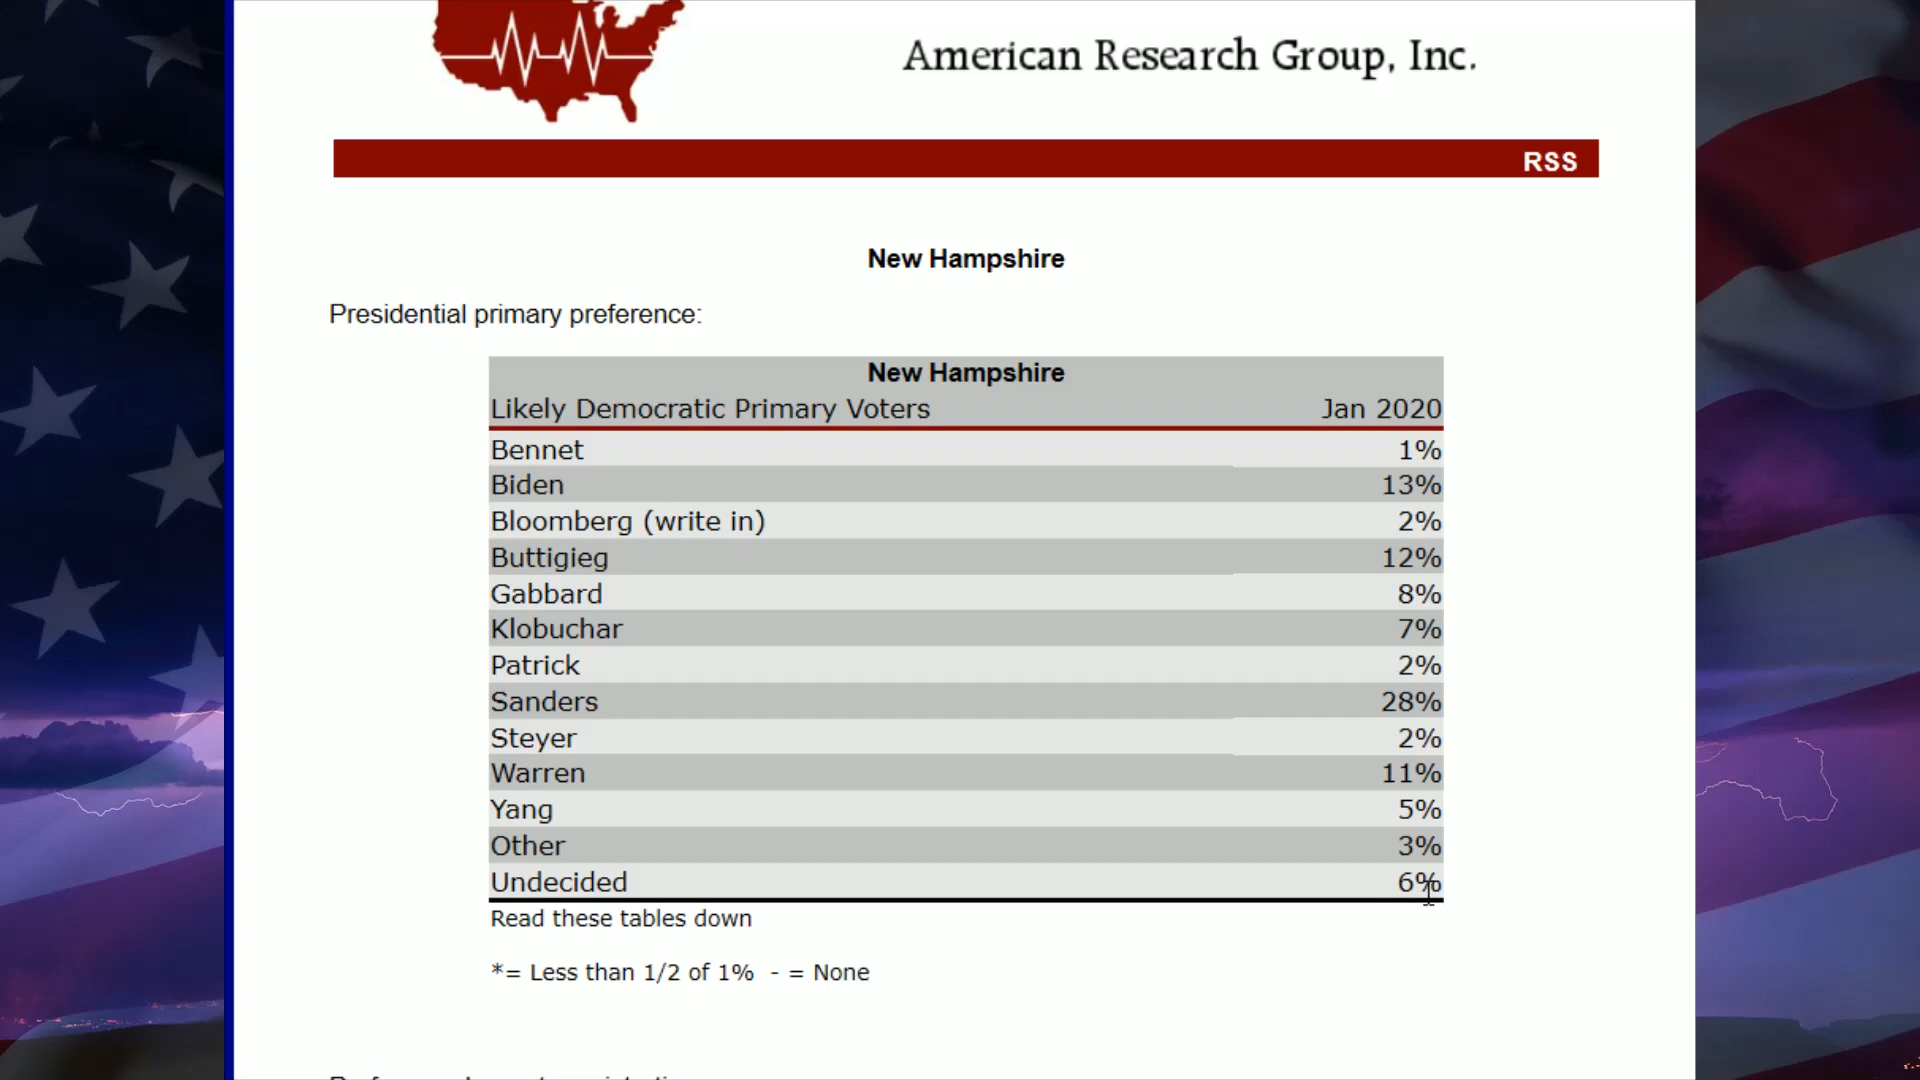 American Research Group, Inc.
RSS
New Hampshire
Presidential primary preference:
New Hampshire
Likely Democratic Primary Voters Jan 2020
Bennet 1%
Biden 13%
Bloomberg (write in) 2%
Buttigieg 12%
Gabbard 8%
Klobuchar 7%
Patrick 2%
Sanders 28%
Steyer 2%
Warren 11%
Yang 5%
Other 3%
Undecided 6%
Read these tables down
*= Less than 1/2 of 1% - = None